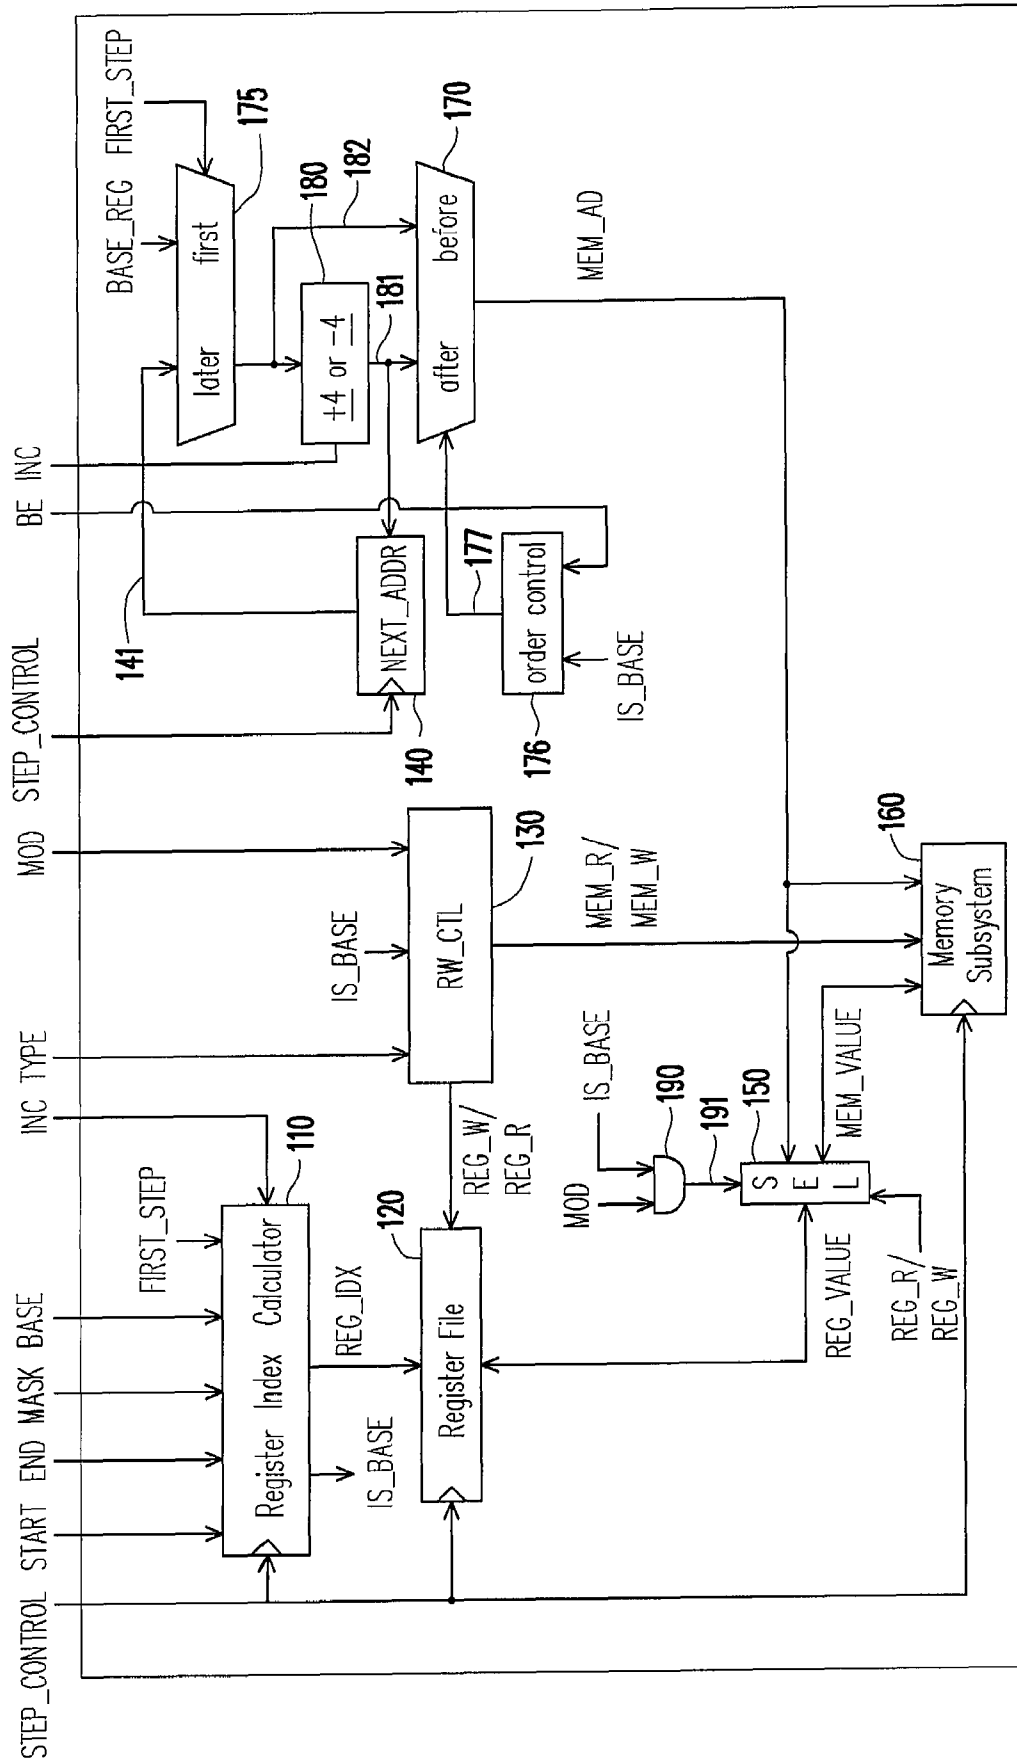 STEP_CONTROL
START
END
MASK
BASE
INC
TYPE
MOD
STEP_CONTROL
BE
INC
BASE_REG
FIRST_STEP
FIRST_STEP
110
Register Index Calculator
IS_BASE
REG_IDX
120
Register File
IS_BASE
RW_CTL
130
REG_W/
REG_R
MEM_R/
MEM_W
141
NEXT_ADDR
140
later
first
175
+4 or -4
180
181
182
after
before
170
177
order control
176
IS_BASE
MEM_AD
MOD
IS_BASE
190
191
150
SEL
REG_VALUE
MEM_VALUE
REG_R/
REG_W
160
Memory
Subsystem